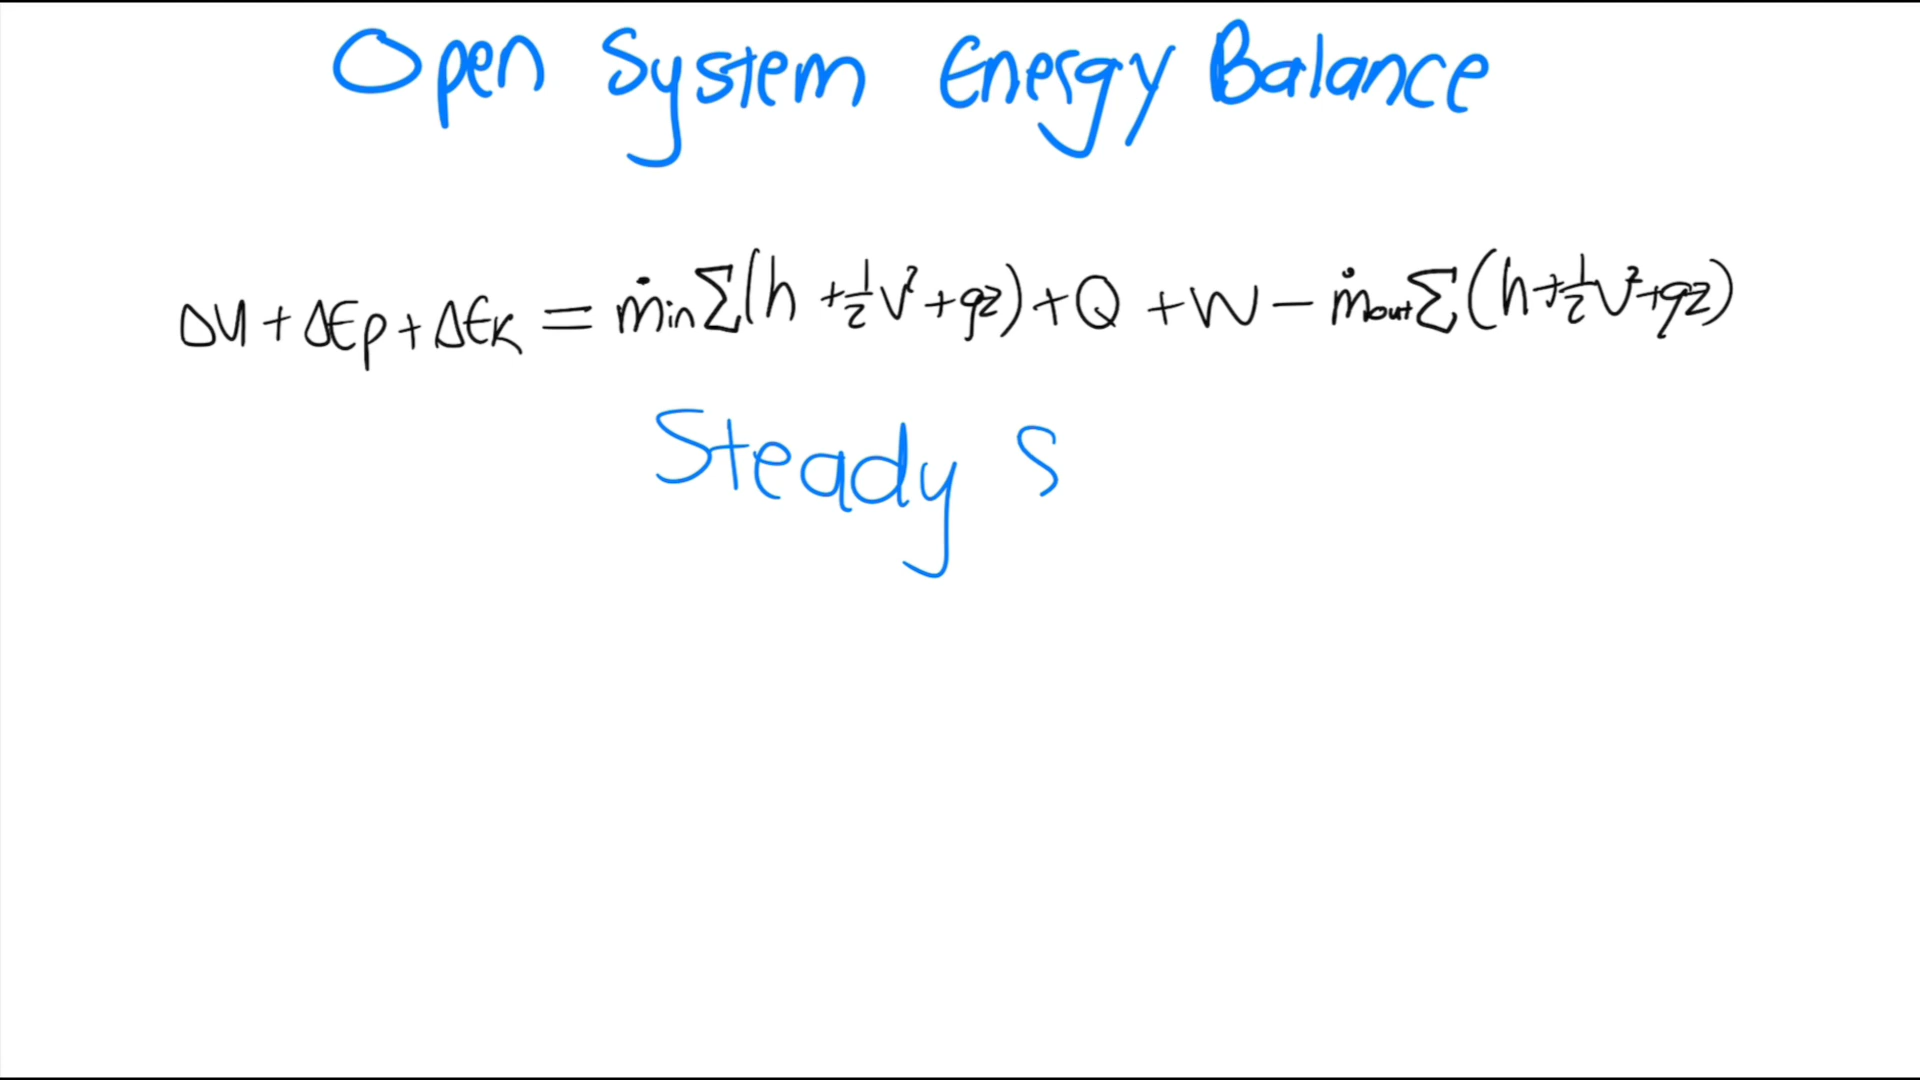 Open System Energy Balance
ΔU + ΔEp + ΔEk = ṁin Σ(h + ½v² + gz) + Q + W − ṁout Σ(h + ½v² + gz)
Steady S